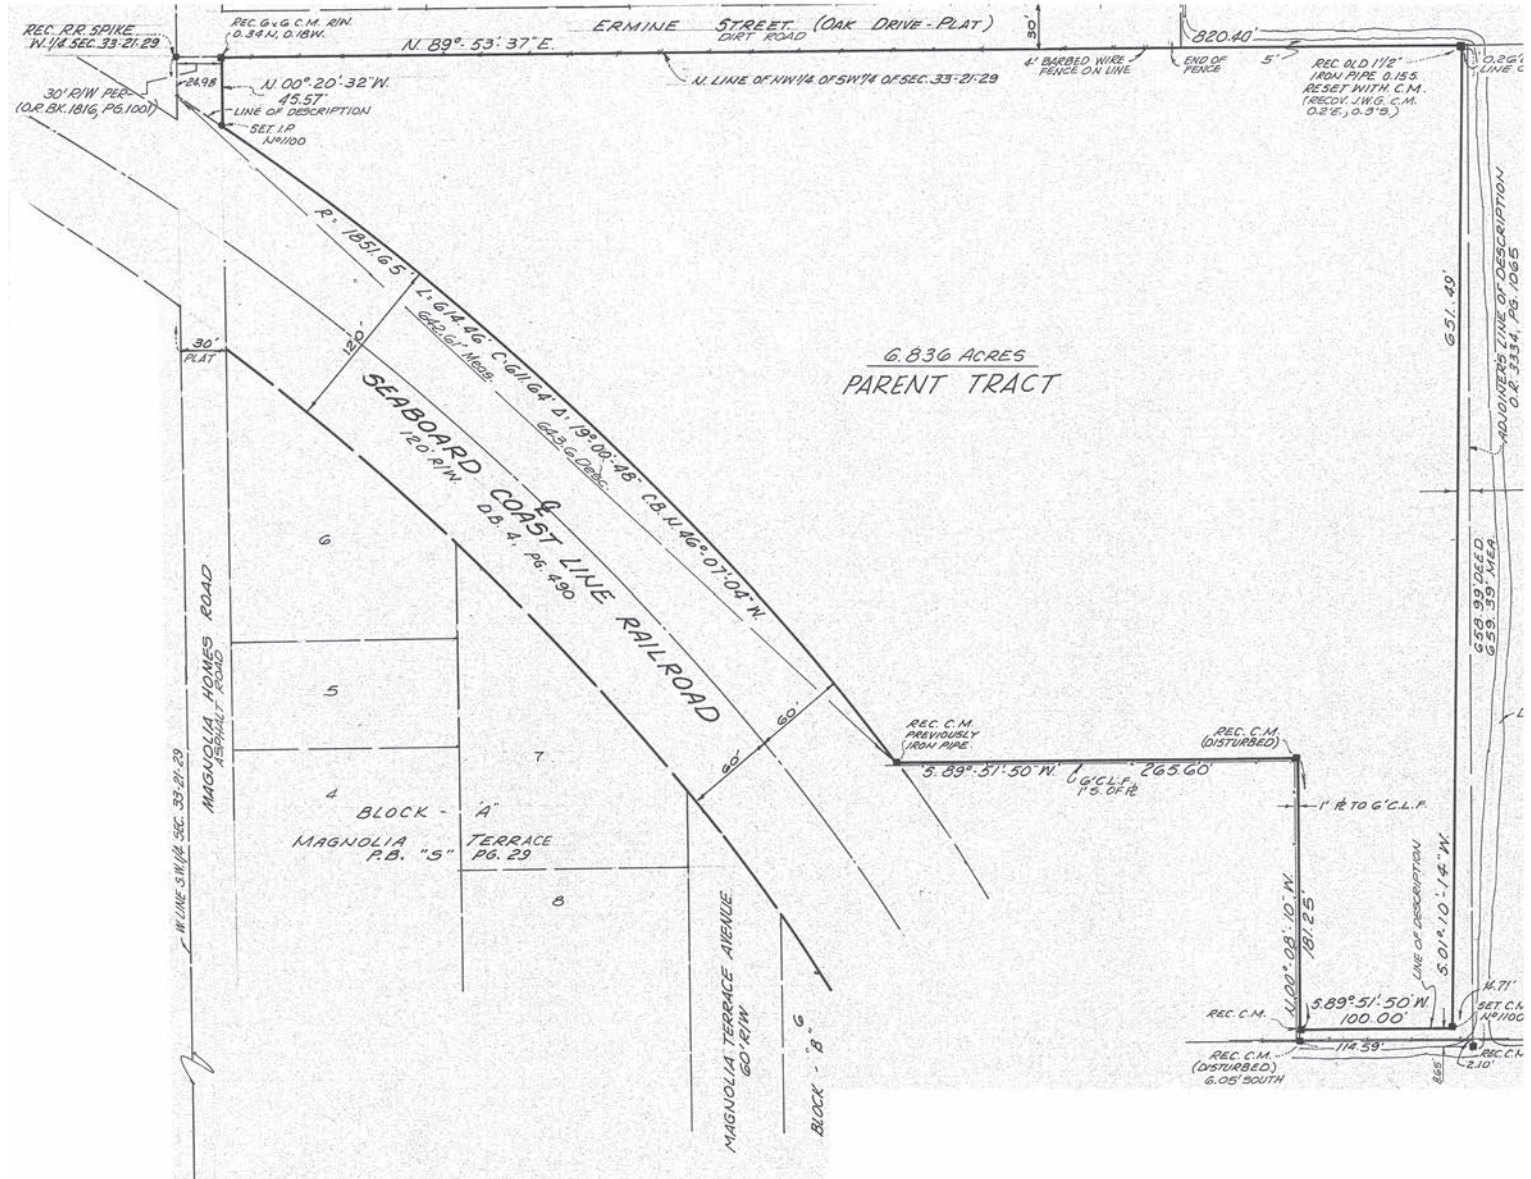 REC. R.R. SPIKE
W. 1/4 SEC. 33-21-29
REC. 6x6 C.M. R/W.
0.34 N, 0.18 W.
ERMINE STREET (OAK DRIVE - PLAT)
DIRT ROAD
N. 89°-53'-37" E.
30'
820.40'
N. LINE OF NW 1/4 OF SW 1/4 OF SEC. 33-21-29
4' BARBED WIRE
FENCE ON LINE
END OF
FENCE
5'
REC. OLD 1 1/2"
IRON PIPE 0.15 S.
RESET WITH C.M.
(RECOV. J.W.G. C.M.
0.2'E., 0.3'S.)
24.98
30' R/W PER
(O.R. BK. 1816, PG. 1001)
N. 00°-20'-32" W.
45.57'
LINE OF DESCRIPTION
SET I.P.
Nº 1100
R: 1851.65'
L: 614.46' C: 611.64' Δ: 19°-00'-48" C.B. N. 46°-07'-04" W.
642.61' Meas.
643.6 Desc.
120'
30'
PLAT
6.836 ACRES
PARENT TRACT
651.49'
ADJOINERS LINE OF DESCRIPTION
O.R. 3334, PG. 1065
658.99' DEED.
659.39' MEA.
SEABOARD COAST LINE RAILROAD
120' R/W.
D.B. 4, PG. 490
℄
60'
60'
6
5
4
7
8
BLOCK - "A"
MAGNOLIA TERRACE
P.B. "S" PG. 29
MAGNOLIA HOMES ROAD
ASPHALT ROAD
W. LINE S.W. 1/4 SEC. 33-21-29
MAGNOLIA TERRACE AVENUE
60' R/W
BLOCK - "B"
6
REC. C.M.
PREVIOUSLY
IRON PIPE
S. 89°-51'-50" W. 265.60'
6' C.L.F.
1' S. OF ℄
REC. C.M.
(DISTURBED)
1' ℄ TO 6' C.L.F.
N. 00°-08'-10" W.
181.25'
LINE OF DESCRIPTION
S. 01°-10'-14" W.
S. 89°-51'-50" W.
100.00'
14.71'
Nº 1100
REC. C.M.
REC. C.M.
(DISTURBED)
6.05' SOUTH
114.59'
8.65'
2.10'